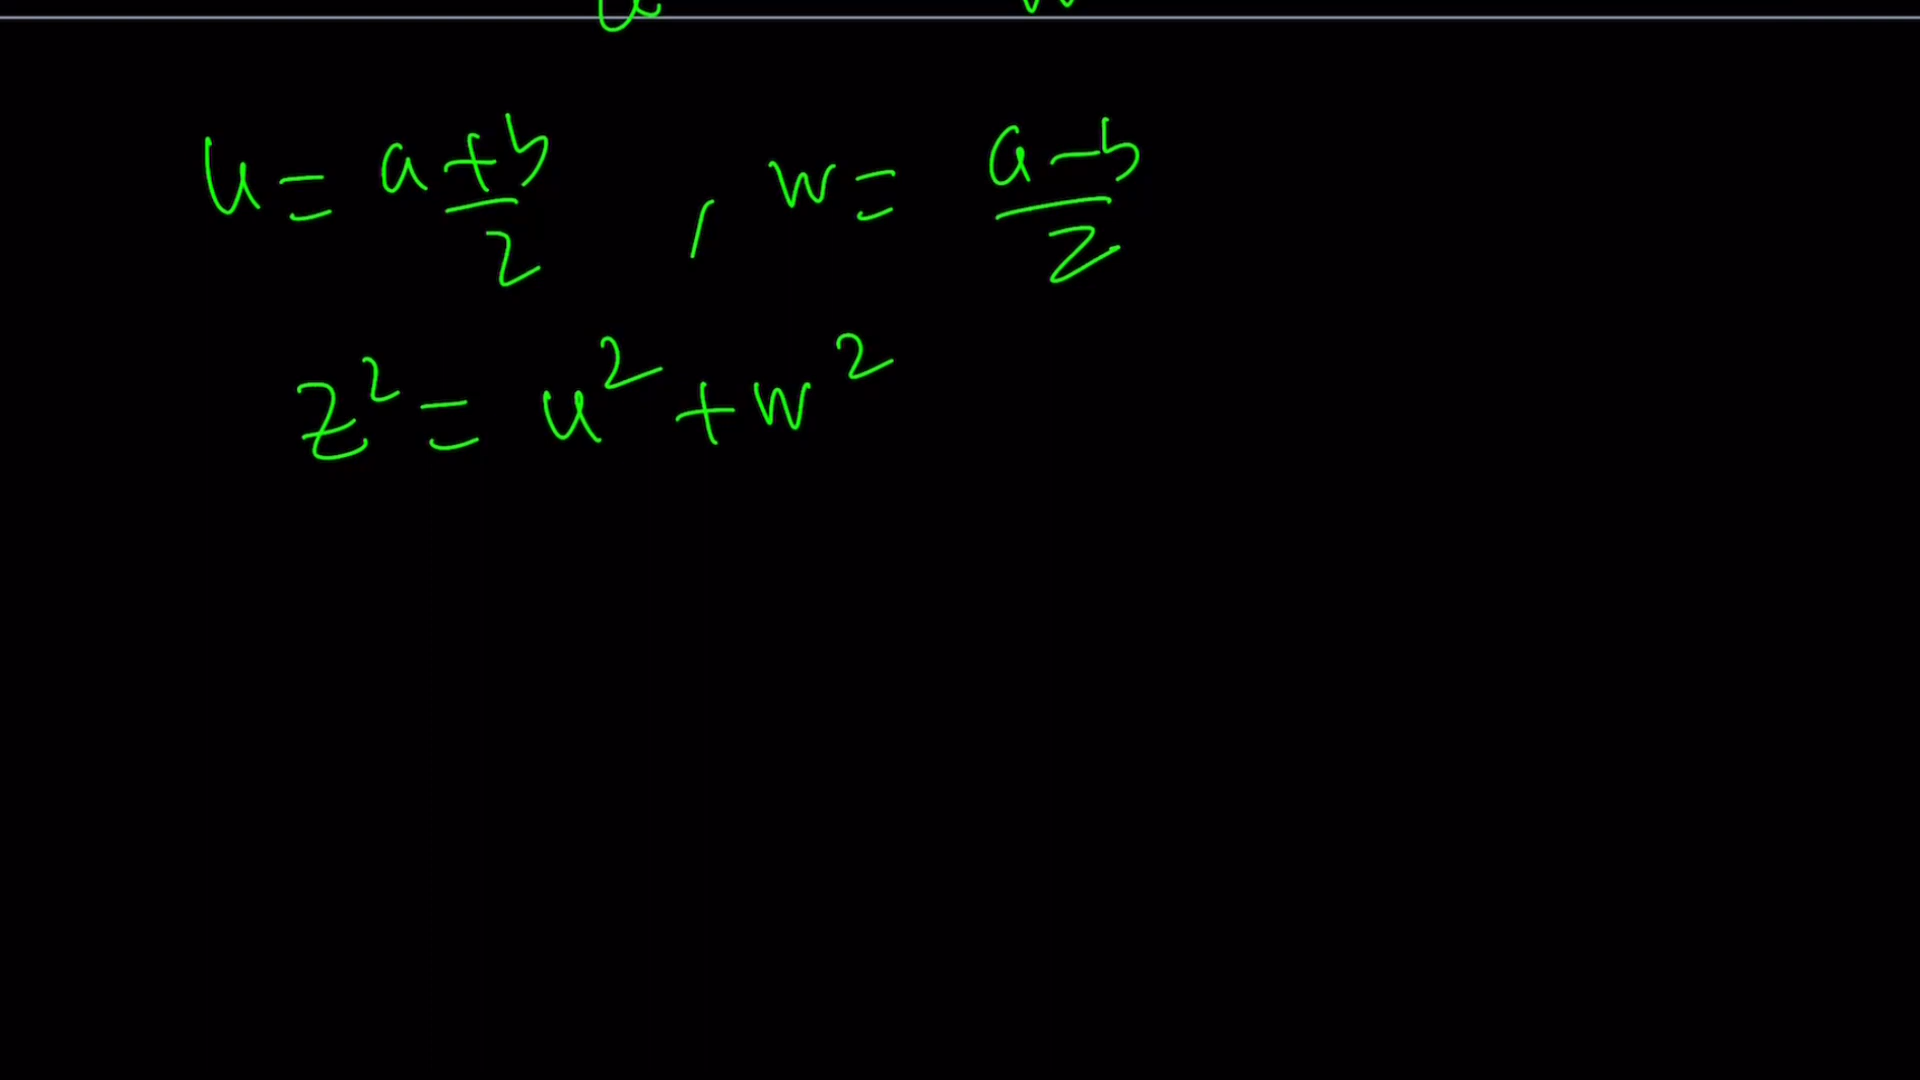 u = a+b/2 , w = a-b/2
z² = u² + w²